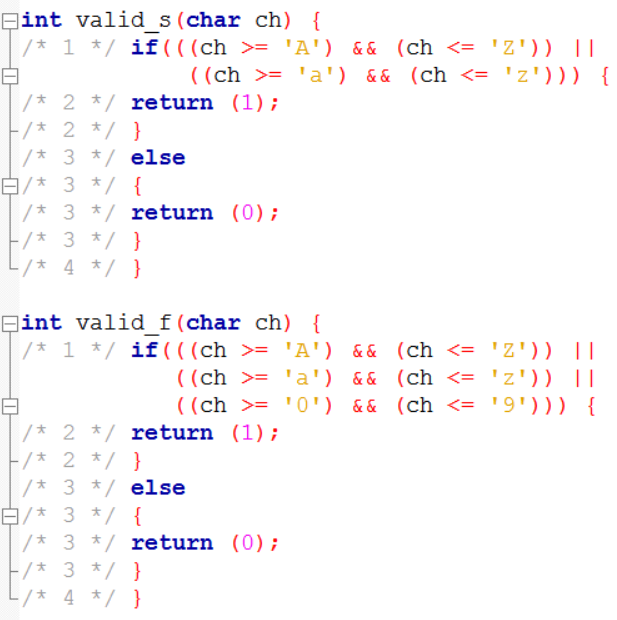 int valid_s(char ch) {
/* 1 */ if(((ch >= 'A') && (ch <= 'Z')) ||
((ch >= 'a') && (ch <= 'z'))) {
/* 2 */ return (1);
/* 2 */ }
/* 3 */ else
/* 3 */ {
/* 3 */ return (0);
/* 3 */ }
/* 4 */ }
int valid_f(char ch) {
/* 1 */ if(((ch >= 'A') && (ch <= 'Z')) ||
((ch >= 'a') && (ch <= 'z')) ||
((ch >= '0') && (ch <= '9'))) {
/* 2 */ return (1);
/* 2 */ }
/* 3 */ else
/* 3 */ {
/* 3 */ return (0);
/* 3 */ }
/* 4 */ }